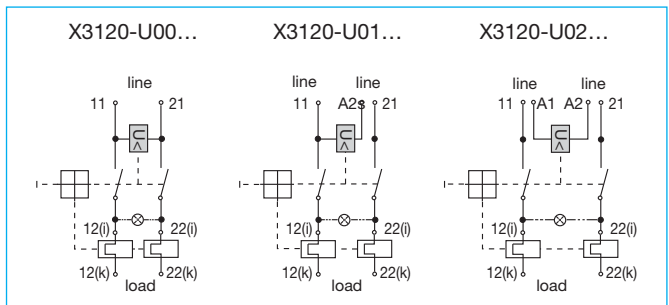 X3120-U00… X3120-U01… X3120-U02…
line line line line line
11 21 11 A2s 21 11 A1 A2 21
U< U< U<
12(i) 22(i) 12(i) 22(i) 12(i) 22(i)
12(k) 22(k) 12(k) 22(k) 12(k) 22(k)
load load load